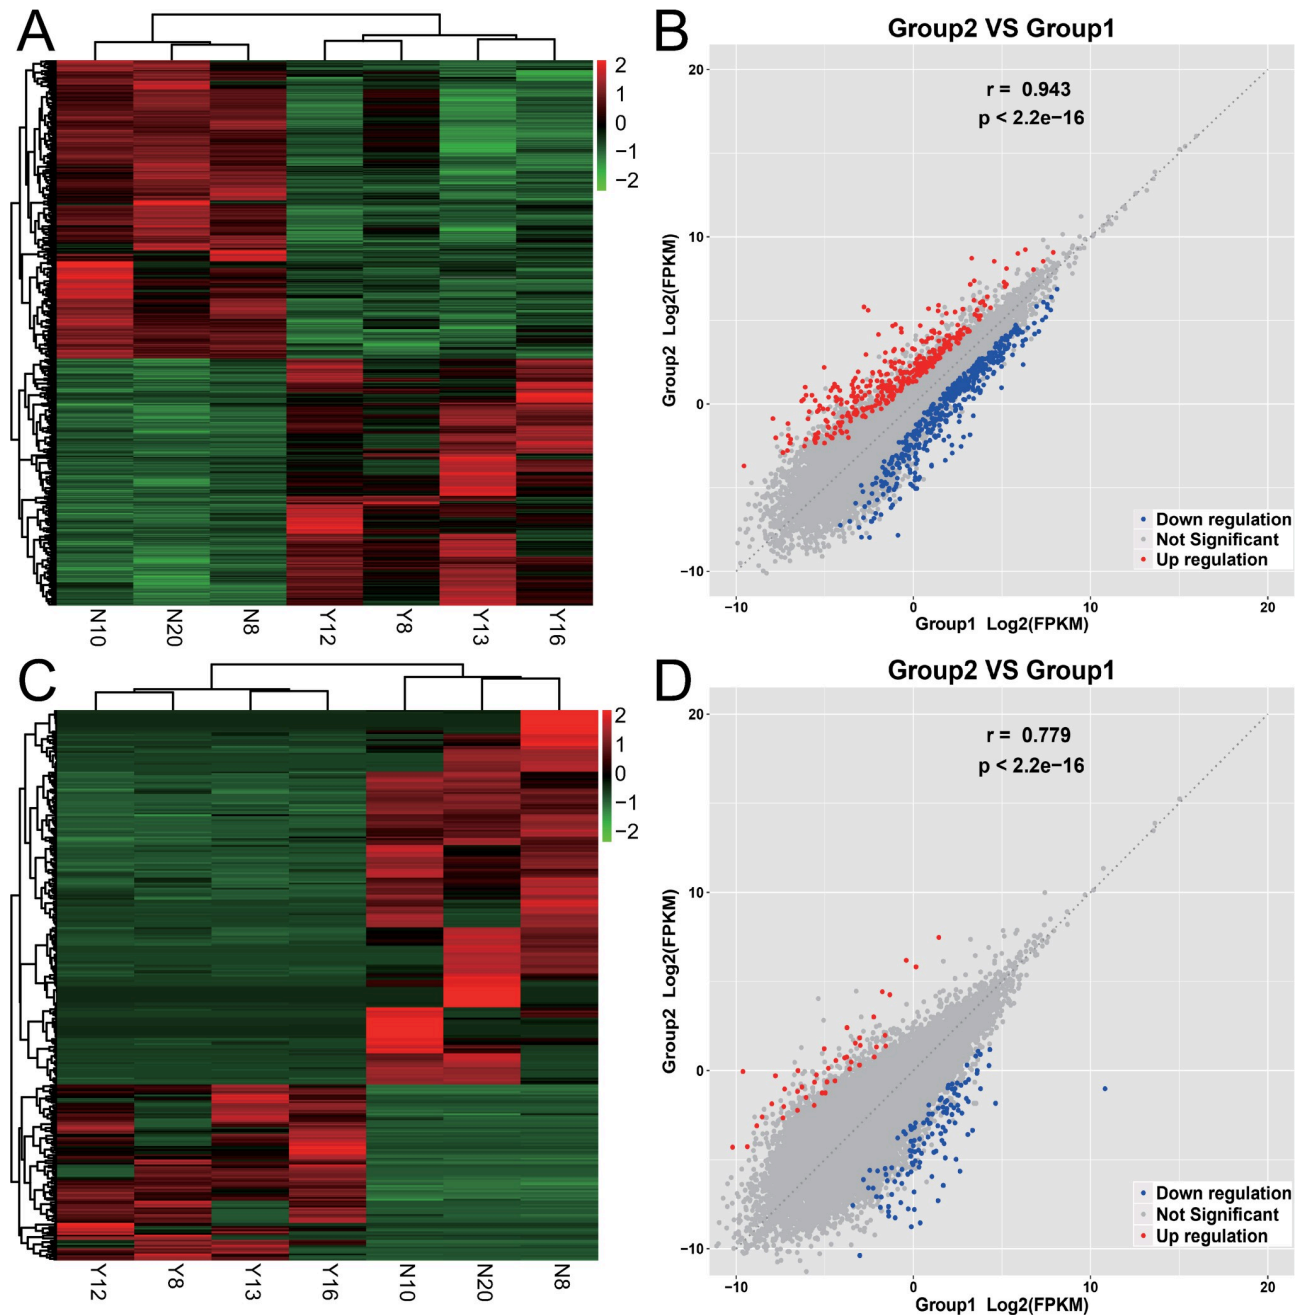 A
2
1
0
−1
−2
N10 N20 N8 Y12 Y8 Y13 Y16
B
Group2 VS Group1
r = 0.943
p < 2.2e−16
20
10
0
−10
Group2 Log2(FPKM)
Down regulation
Not Significant
Up regulation
−10 0 10 20
Group1 Log2(FPKM)
C
2
1
0
−1
−2
Y12 Y8 Y13 Y16 N10 N20 N8
D
Group2 VS Group1
r = 0.779
p < 2.2e−16
20
10
0
−10
Group2 Log2(FPKM)
Down regulation
Not Significant
Up regulation
−10 0 10 20
Group1 Log2(FPKM)